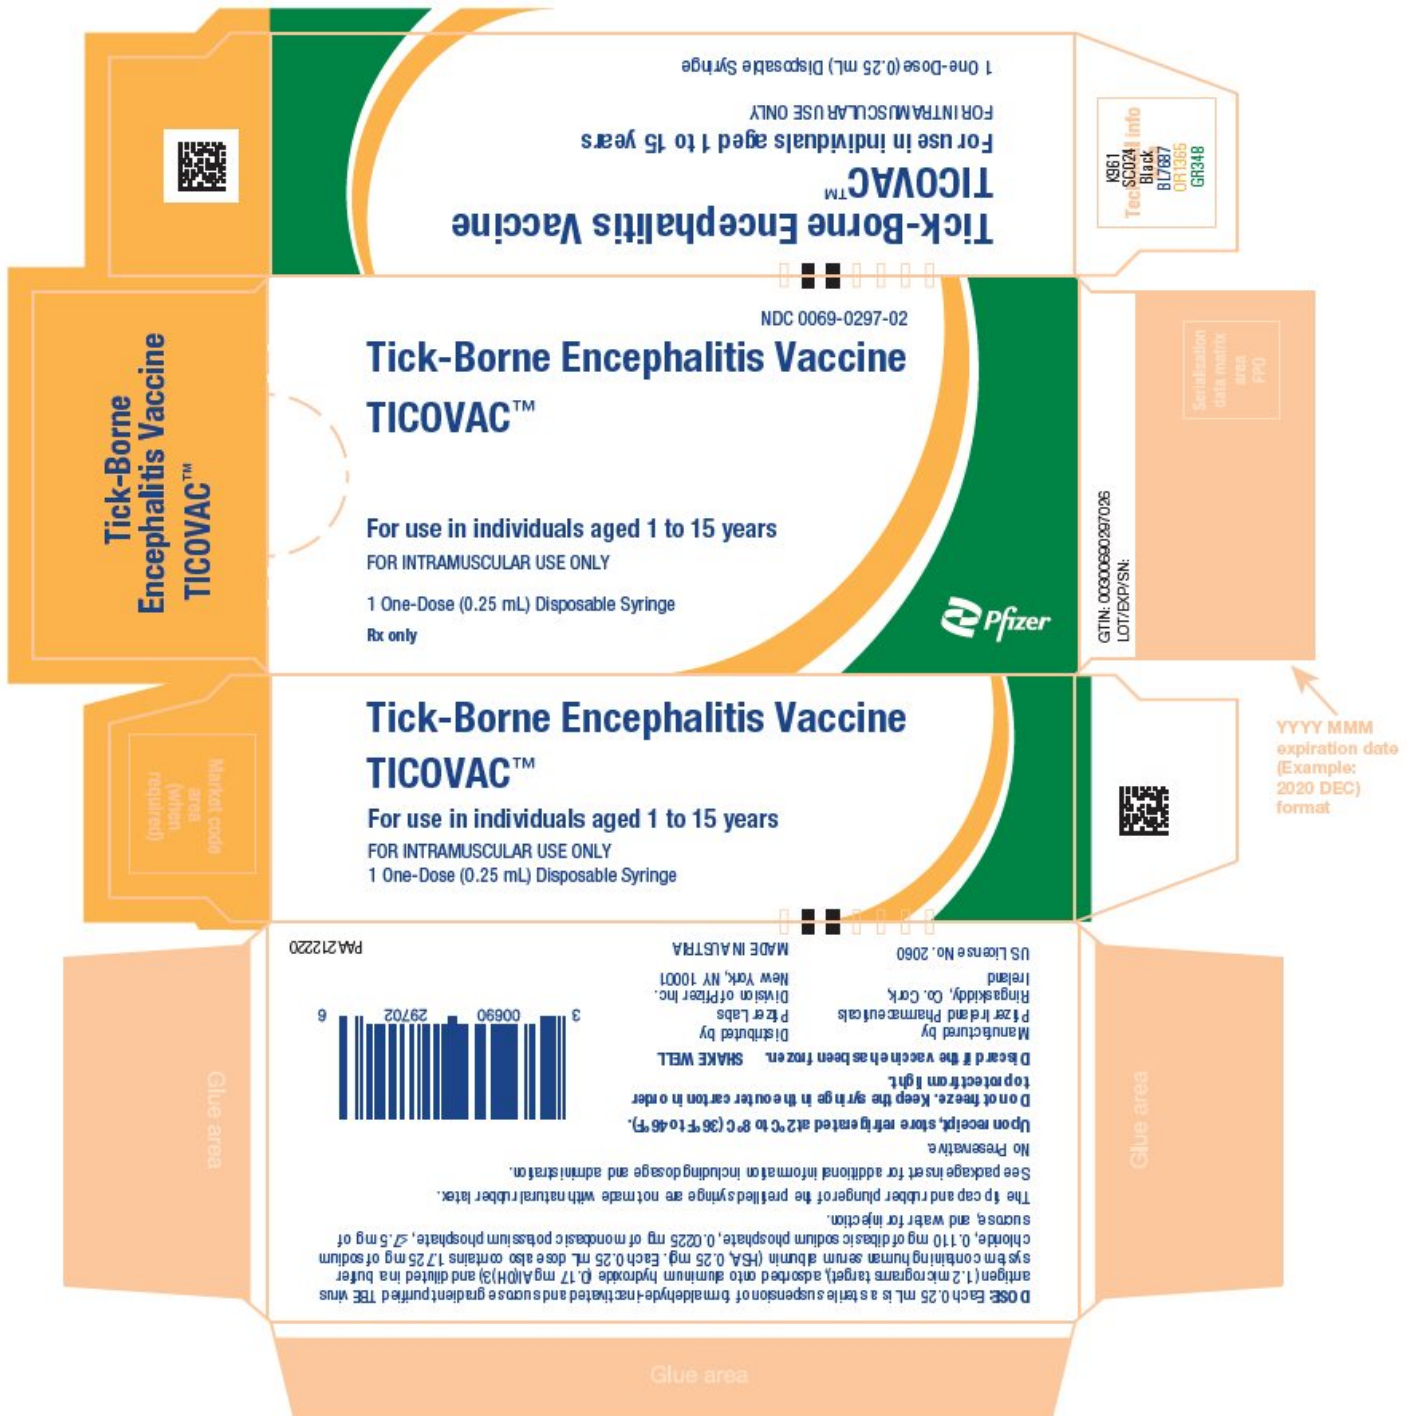 1 One-Dose (0.25 mL) Disposable Syringe
FOR INTRAMUSCULAR USE ONLY
For use in individuals aged 1 to 15 years
TICOVAC™
Tick-Borne Encephalitis Vaccine
K961
SC024
Black
BL7687
OR1365
GR348
info
Tick-Borne
Encephalitis Vaccine
TICOVAC™
NDC 0069-0297-02
Tick-Borne Encephalitis Vaccine
TICOVAC™
For use in individuals aged 1 to 15 years
FOR INTRAMUSCULAR USE ONLY
1 One-Dose (0.25 mL) Disposable Syringe
Rx only
Pfizer
GTIN: 00300690297026
LOT/EXP/SN:
Serialisation
data matrix
area
FPO
YYYY MMM
expiration date
(Example:
2020 DEC)
format
Market code
area
(when
required)
Tick-Borne Encephalitis Vaccine
TICOVAC™
For use in individuals aged 1 to 15 years
FOR INTRAMUSCULAR USE ONLY
1 One-Dose (0.25 mL) Disposable Syringe
DOSE: Each 0.25 mL is a sterile suspension of formaldehyde-inactivated and sucrose gradient purified TBE virus
antigen (1.2 micrograms target), adsorbed onto aluminum hydroxide (0.17 mg Al(OH)3) and diluted in a buffer
system containing human serum albumin (HSA, 0.25 mg). Each 0.25 mL dose also contains 1.725 mg of sodium
chloride, 0.110 mg of dibasic sodium phosphate, 0.0225 mg of monobasic potassium phosphate, ≤7.5 mg of
sucrose, and water for injection.
The tip cap and rubber plunger of the prefilled syringe are not made with natural rubber latex.
See package insert for additional information including dosage and administration.
No Preservative.
Upon receipt, store refrigerated at 2°C to 8°C (36°F to 46°F).
Do not freeze. Keep the syringe in the outer carton in order
to protect from light.
Discard if the vaccine has been frozen. SHAKE WELL
Manufactured by
Pfizer Ireland Pharmaceuticals
Ringaskiddy, Co. Cork,
Ireland
US License No. 2060
Distributed by
Pfizer Labs
Division of Pfizer Inc.
New York, NY 10001
MADE IN AUSTRIA
3 00690 29702 6
PAA212220
Glue area
Glue area
Glue area